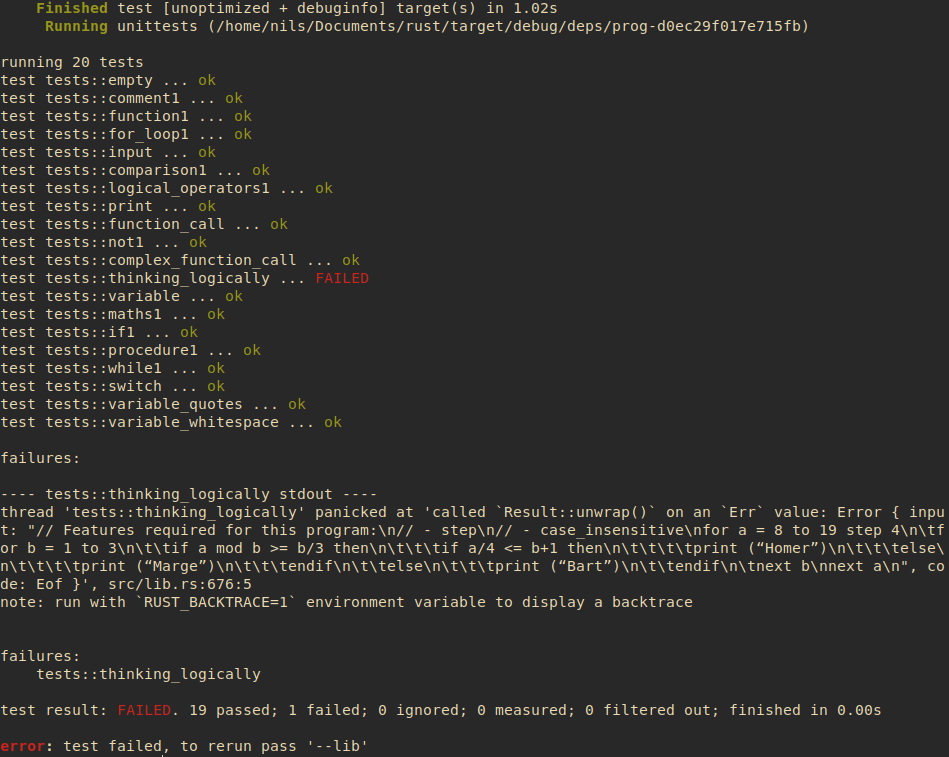 Finished test [unoptimized + debuginfo] target(s) in 1.02s
Running unittests (/home/nils/Documents/rust/target/debug/deps/prog-d0ec29f017e715fb)
running 20 tests
test tests::empty ... ok
test tests::comment1 ... ok
test tests::function1 ... ok
test tests::for_loop1 ... ok
test tests::input ... ok
test tests::comparison1 ... ok
test tests::logical_operators1 ... ok
test tests::print ... ok
test tests::function_call ... ok
test tests::not1 ... ok
test tests::complex_function_call ... ok
test tests::thinking_logically ... FAILED
test tests::variable ... ok
test tests::maths1 ... ok
test tests::if1 ... ok
test tests::procedure1 ... ok
test tests::while1 ... ok
test tests::switch ... ok
test tests::variable_quotes ... ok
test tests::variable_whitespace ... ok
failures:
---- tests::thinking_logically stdout ----
thread 'tests::thinking_logically' panicked at 'called `Result::unwrap()` on an `Err` value: Error { inpu
t: "// Features required for this program:\n// - step\n// - case_insensitive\nfor a = 8 to 19 step 4\n\tf
or b = 1 to 3\n\t\tif a mod b >= b/3 then\n\t\t\tif a/4 <= b+1 then\n\t\t\t\tprint (“Homer”)\n\t\t\telse\
n\t\t\t\tprint (“Marge”)\n\t\t\tendif\n\t\telse\n\t\t\tprint (“Bart”)\n\t\tendif\n\tnext b\nnext a\n", co
de: Eof }', src/lib.rs:676:5
note: run with `RUST_BACKTRACE=1` environment variable to display a backtrace
failures:
tests::thinking_logically
test result: FAILED. 19 passed; 1 failed; 0 ignored; 0 measured; 0 filtered out; finished in 0.00s
error: test failed, to rerun pass '--lib'